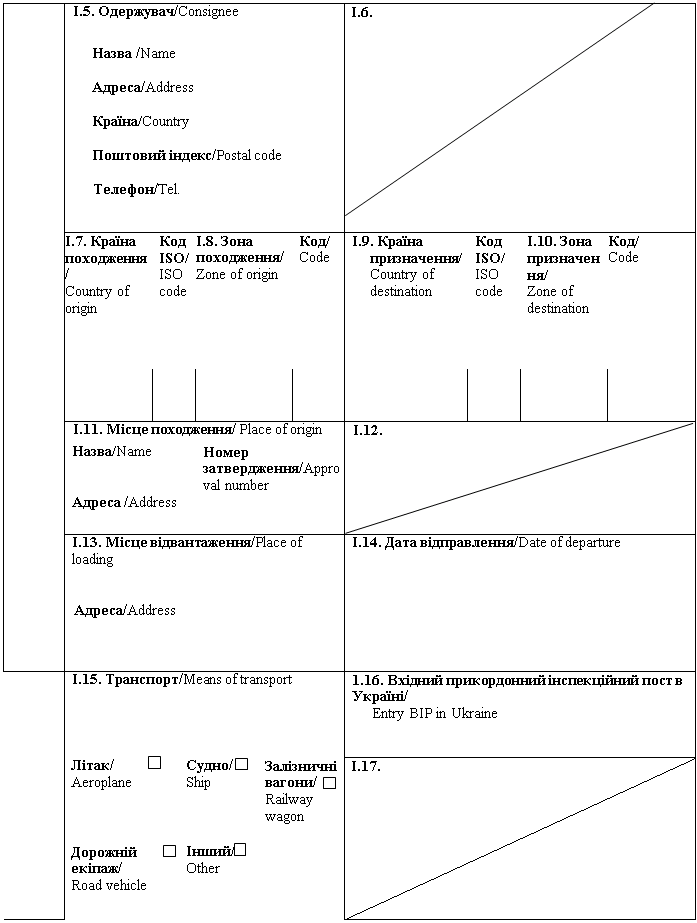 I.5. Одержувач/Consignee
Назва /Name
Адреса/Address
Країна/Country
Поштовий індекс/Postal code
Телефон/Tel.
I.6.
I.7. Країна
походження
/
Country of
origin
Код
ISO/
ISO
code
I.8. Зона
походження/
Zone of origin
Код/
Code
I.9. Країна
призначення/
Country of
destination
Код
ISO/
ISO
code
I.10. Зона
призначен
ня/
Zone of
destination
Код/
Code
I.11. Місце походження/ Place of origin
Назва/Name
Номер
затвердження/Appro
val number
Адреса /Address
I.12.
I.13. Місце відвантаження/Place of
loading
Адреса/Address
I.14. Дата відправлення/Date of departure
I.15. Транспорт/Means of transport
Літак/
Aeroplane
Судно/
Ship
Залізничні
вагони/
Railway
wagon
Дорожній
екіпаж/
Road vehicle
Інший/
Other
1.16. Вхідний прикордонний інспекційний пост в
Україні/
Entry BIP in Ukraine
I.17.